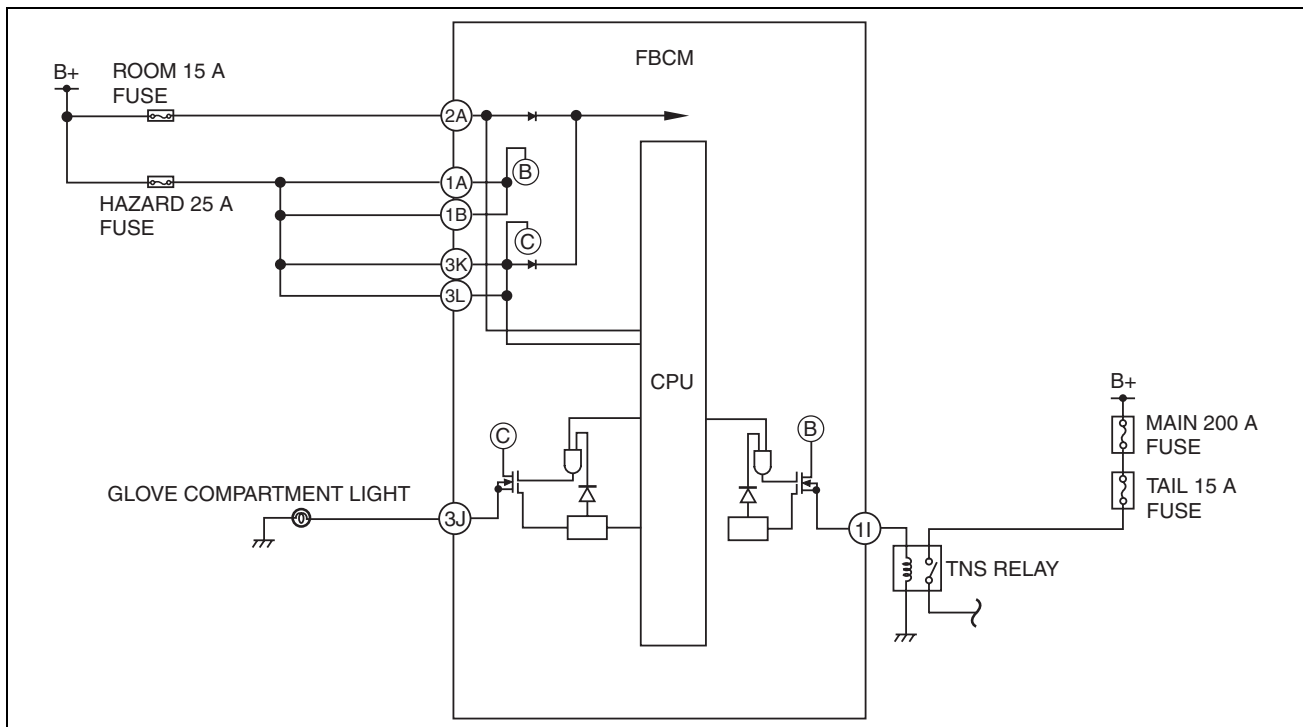 FBCM
B+
ROOM 15 A
FUSE
2A
1A
B
HAZARD 25 A
FUSE
1B
C
3K
3L
CPU
B+
MAIN 200 A
FUSE
TAIL 15 A
FUSE
C
B
GLOVE COMPARTMENT LIGHT
3J
1I
TNS RELAY